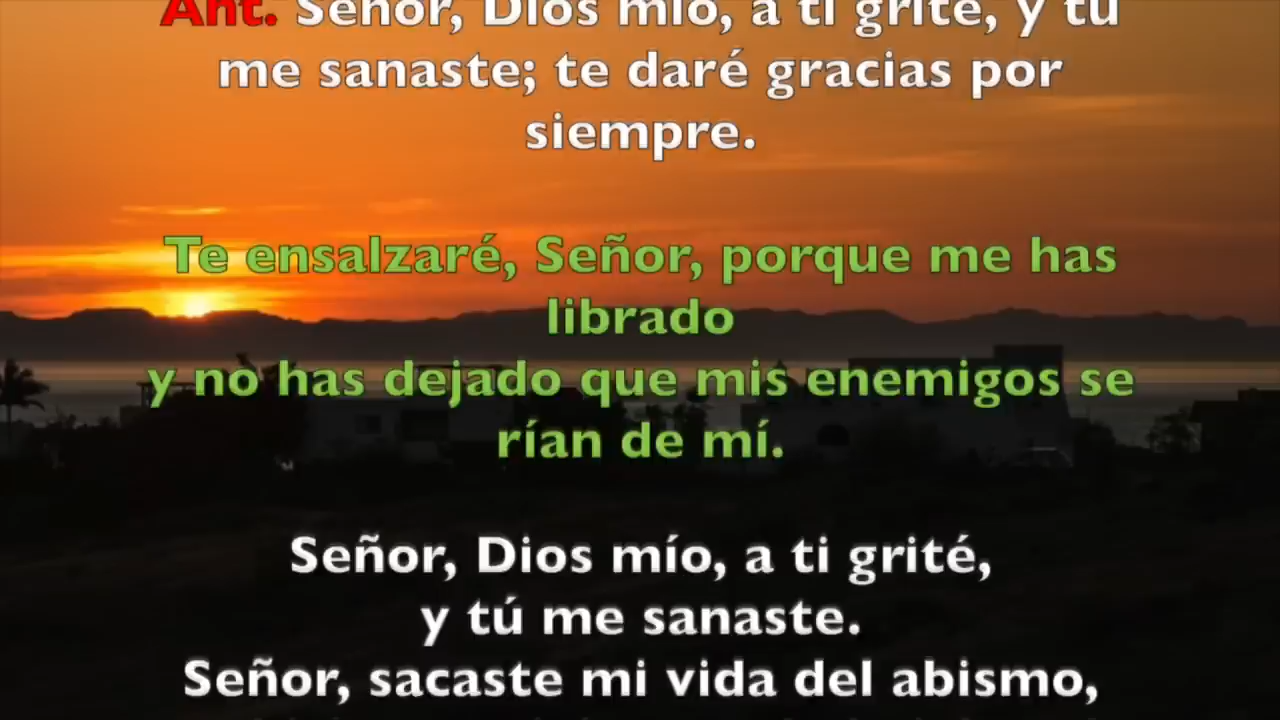 Ant. Señor, Dios mío, a ti grité, y tú
me sanaste; te daré gracias por
siempre.
Te ensalzaré, Señor, porque me has
librado
y no has dejado que mis enemigos se
rían de mí.
Señor, Dios mío, a ti grité,
y tú me sanaste.
Señor, sacaste mi vida del abismo,